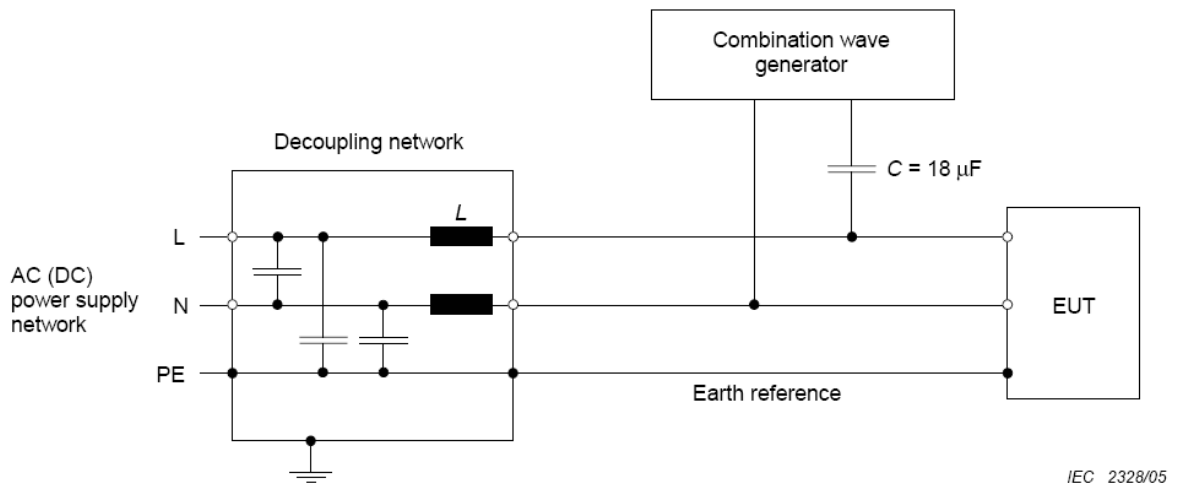 Combination wave
generator
Decoupling network
C = 18 μF
L
L
AC (DC)
power supply
network
N
EUT
PE
Earth reference
IEC 2328/05